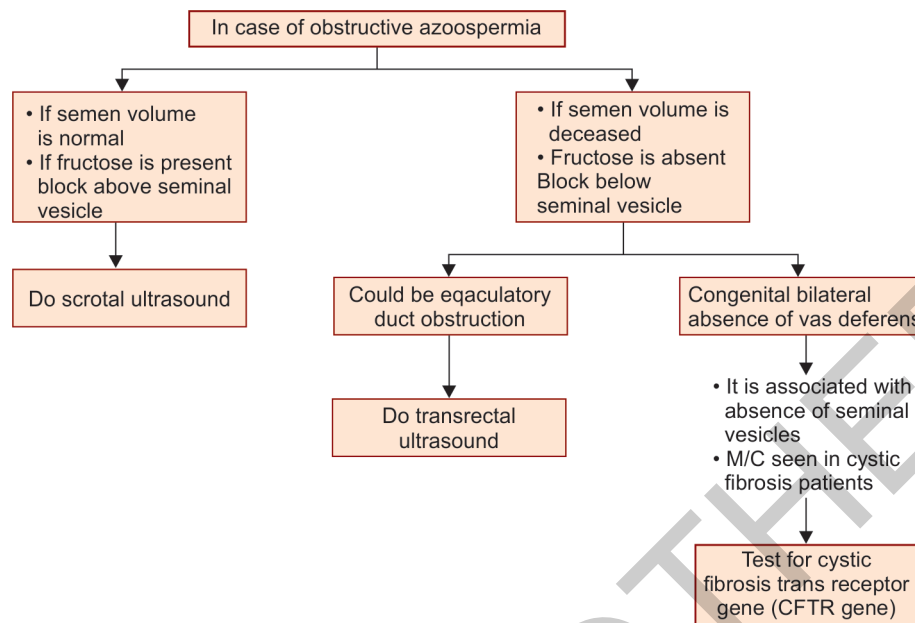 In case of obstructive azoospermia
• If semen volume
is normal
• If fructose is present
block above seminal
vesicle
• If semen volume is
deceased
• Fructose is absent
Block below
seminal vesicle
Do scrotal ultrasound
Could be eqaculatory
duct obstruction
Congenital bilateral
absence of vas deferens
Do transrectal
ultrasound
• It is associated with
absence of seminal
vesicles
• M/C seen in cystic
fibrosis patients
Test for cystic
fibrosis trans receptor
gene (CFTR gene)